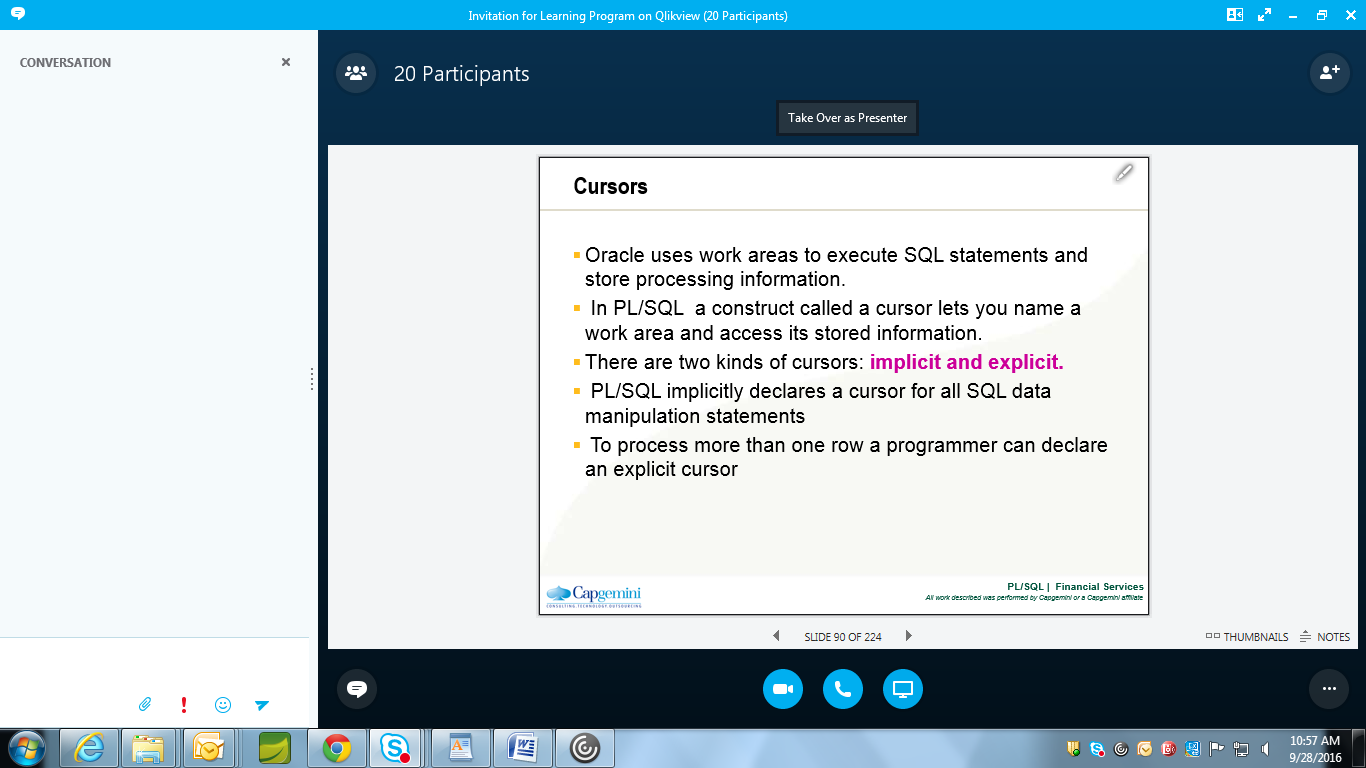 Invitation for Learning Program on Qlikview (20 Participants)
CONVERSATION
20 Participants
Take Over as Presenter
Cursors
Oracle uses work areas to execute SQL statements and
store processing information.
In PL/SQL a construct called a cursor lets you name a
work area and access its stored information.
There are two kinds of cursors: implicit and explicit.
PL/SQL implicitly declares a cursor for all SQL data
manipulation statements
To process more than one row a programmer can declare
an explicit cursor
Capgemini
CONSULTING.TECHNOLOGY.OUTSOURCING
PL/SQL | Financial Services
All work described was performed by Capgemini or a Capgemini affiliate
SLIDE 90 OF 224
THUMBNAILS
NOTES
10:57 AM
9/28/2016